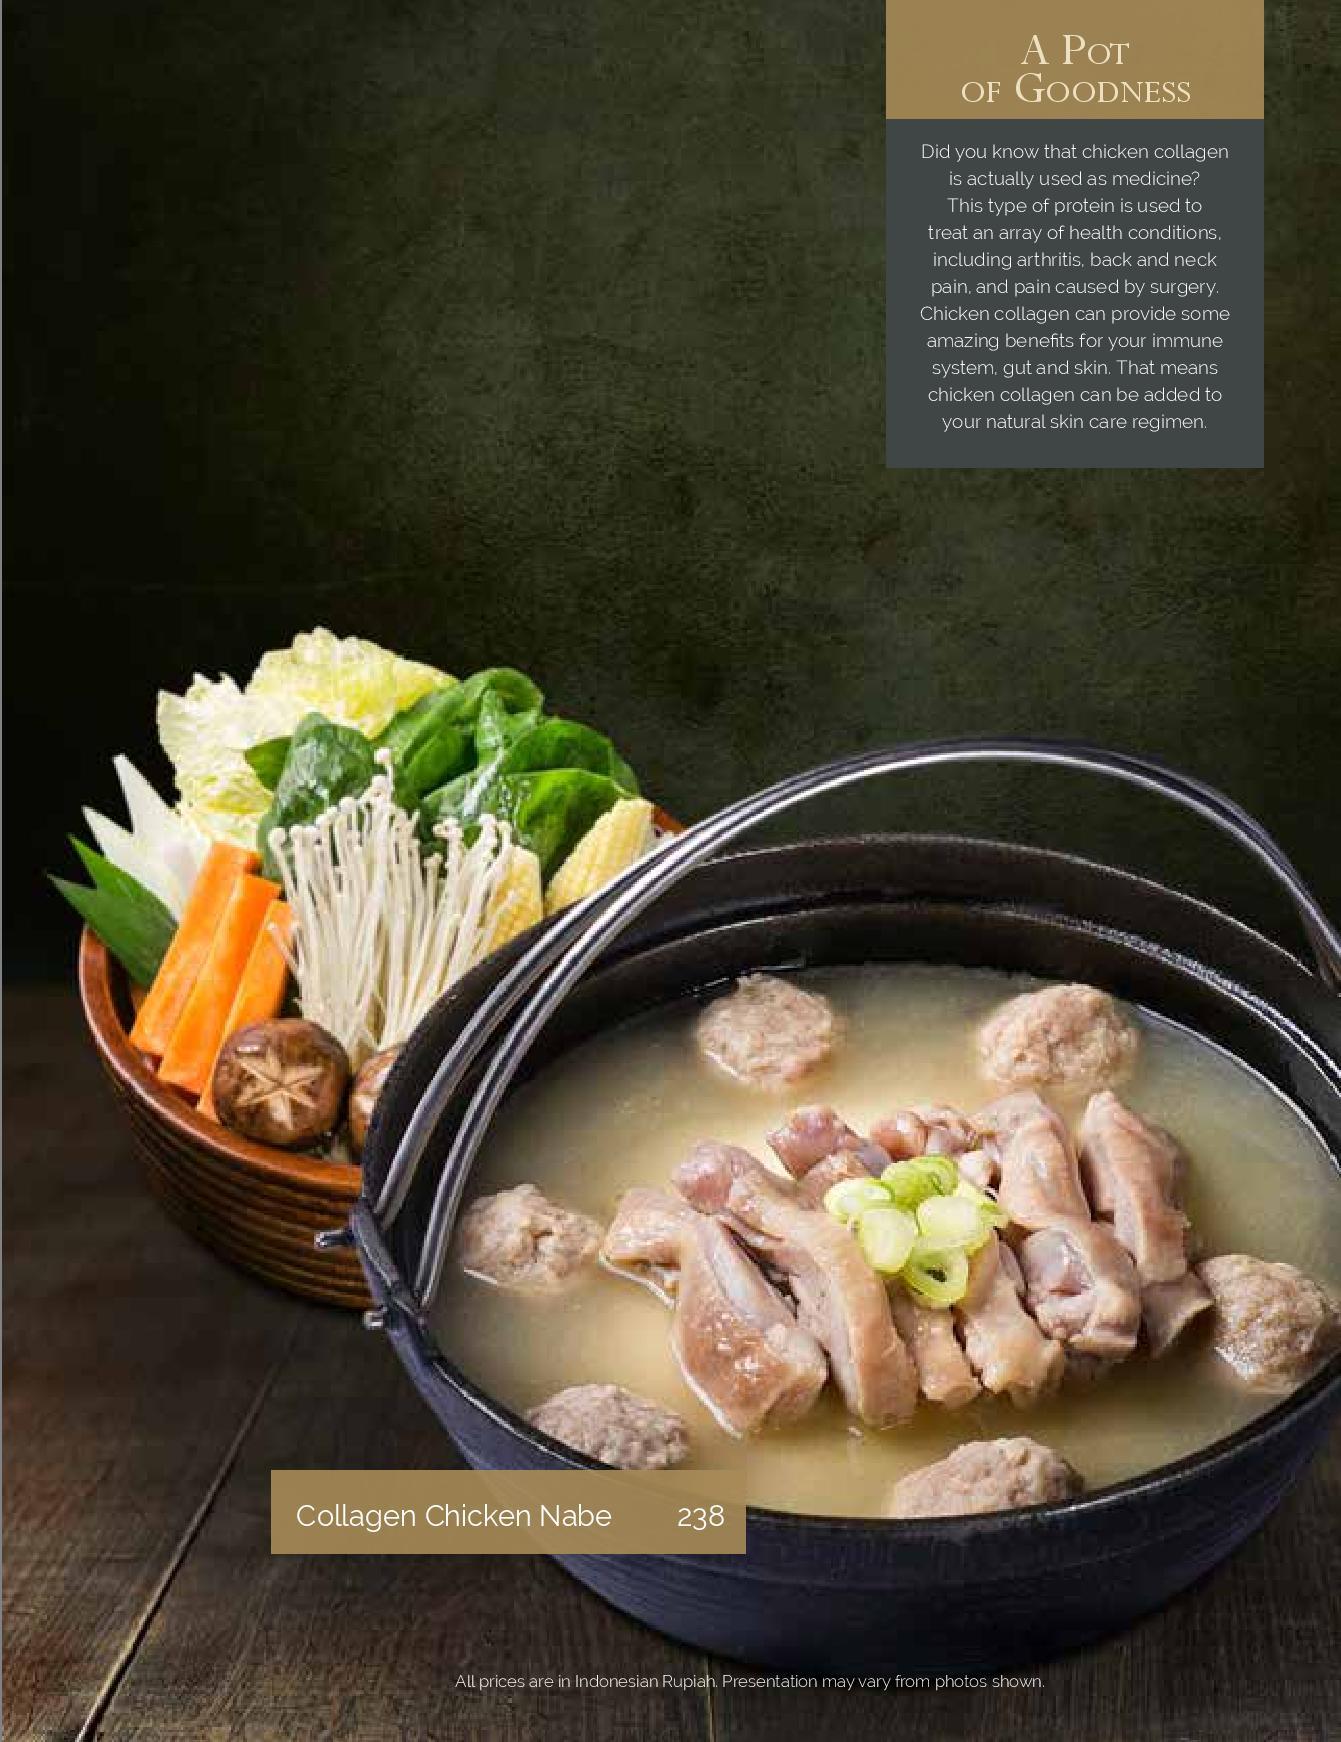 A Pot
of Goodness
Did you know that chicken collagen
is actually used as medicine?
This type of protein is used to
treat an array of health conditions,
including arthritis, back and neck
pain, and pain caused by surgery.
Chicken collagen can provide some
amazing benefits for your immune
system, gut and skin. That means
chicken collagen can be added to
your natural skin care regimen.
Collagen Chicken Nabe 238
All prices are in Indonesian Rupiah. Presentation may vary from photos shown.